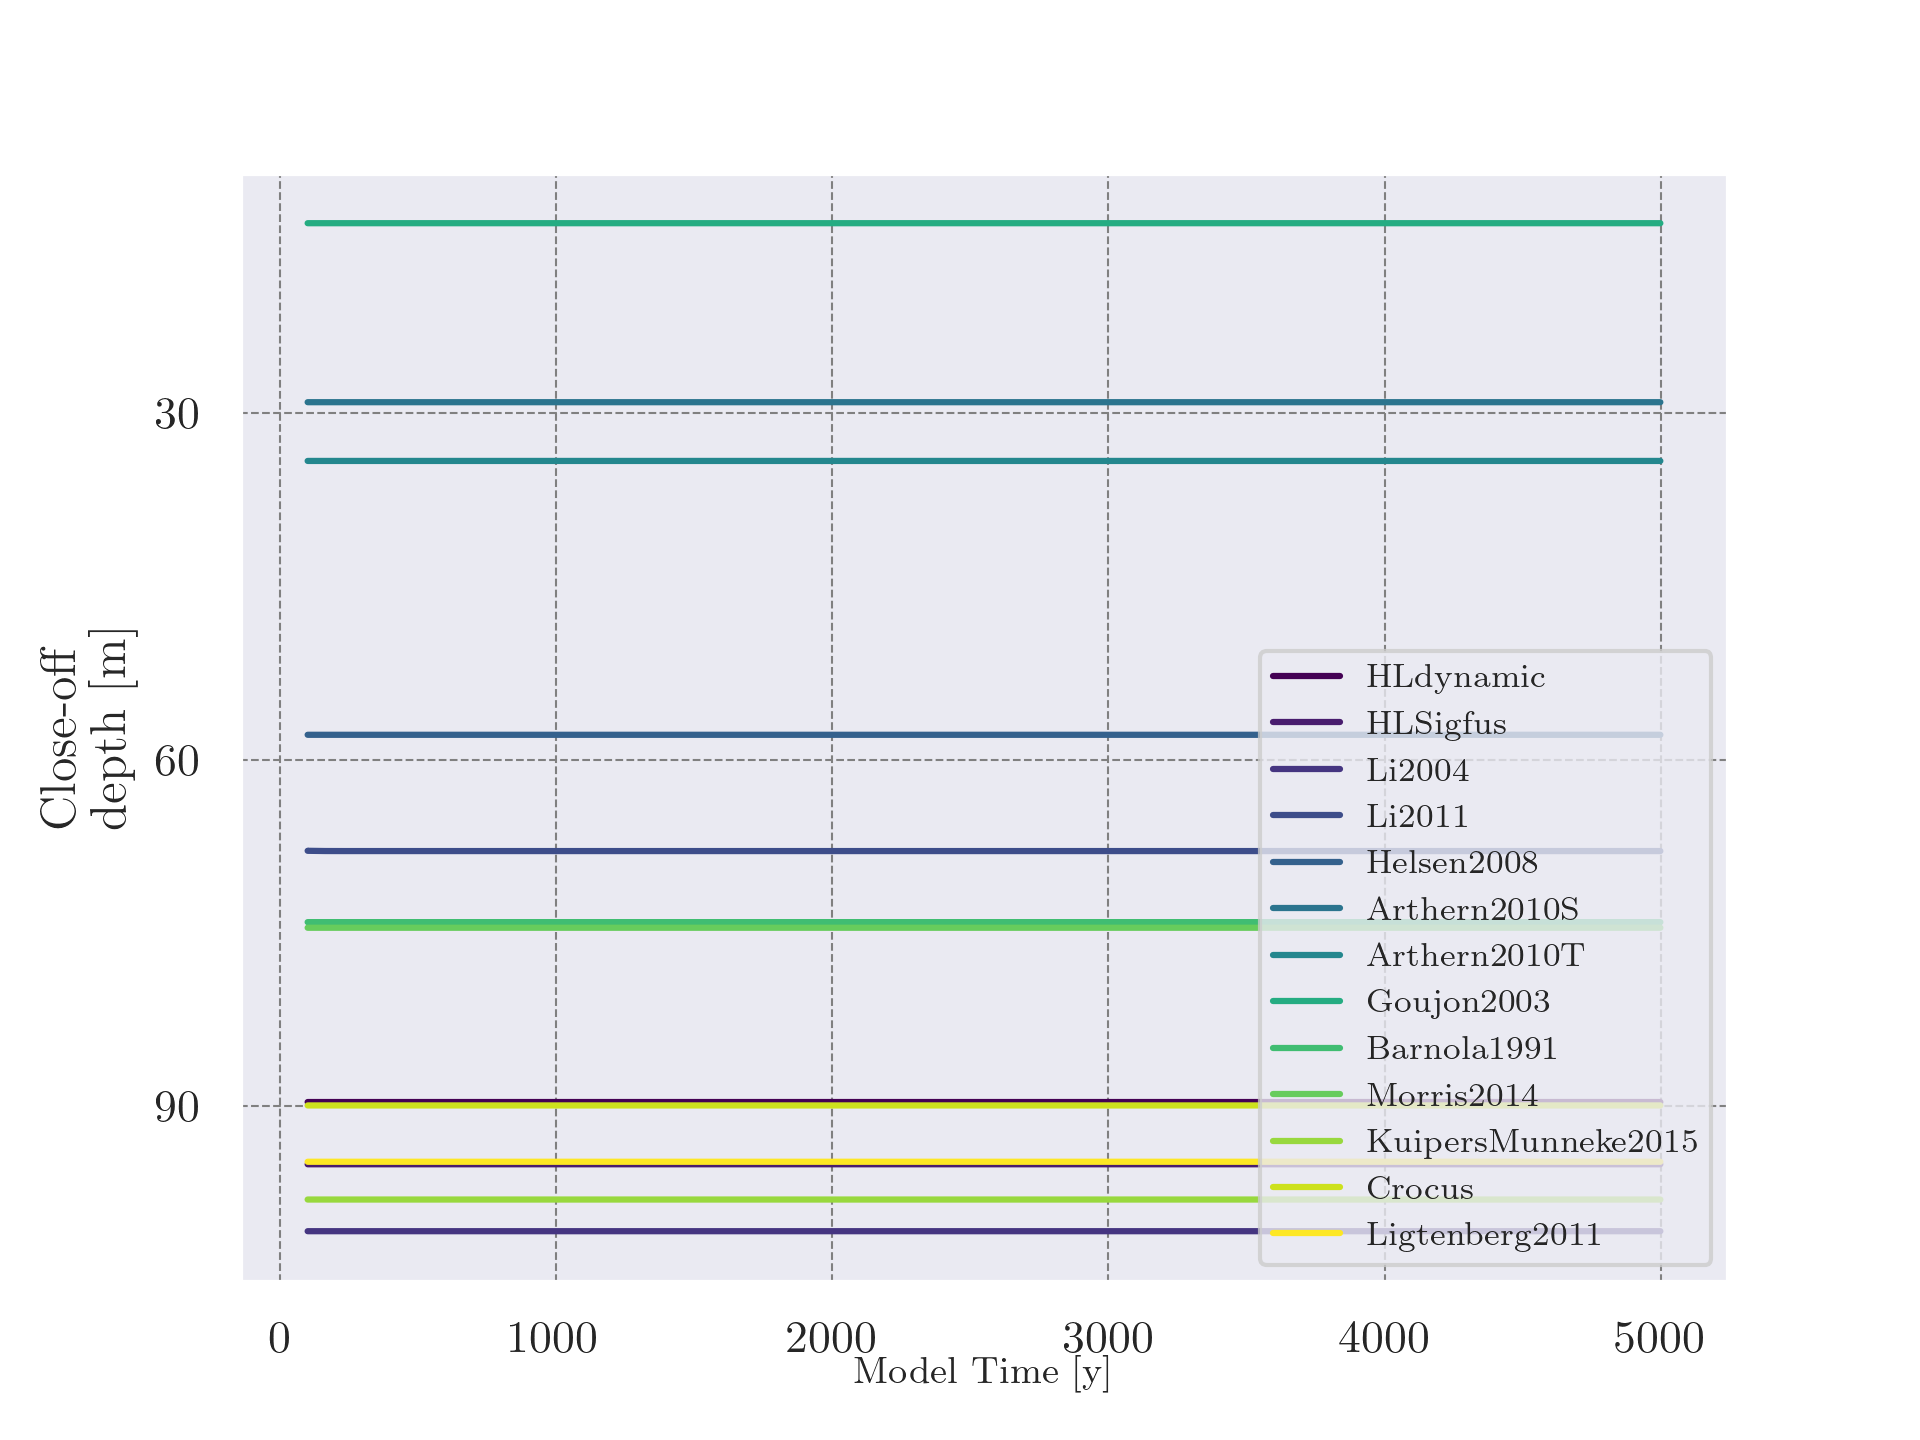 30
60
90
Close-off
depth [m]
HLdynamic
HLSigfus
Li2004
Li2011
Helsen2008
Arthern2010S
Arthern2010T
Goujon2003
Barnola1991
Morris2014
KuipersMunneke2015
Crocus
Ligtenberg2011
0 1000 2000 3000 4000 5000
Model Time [y]